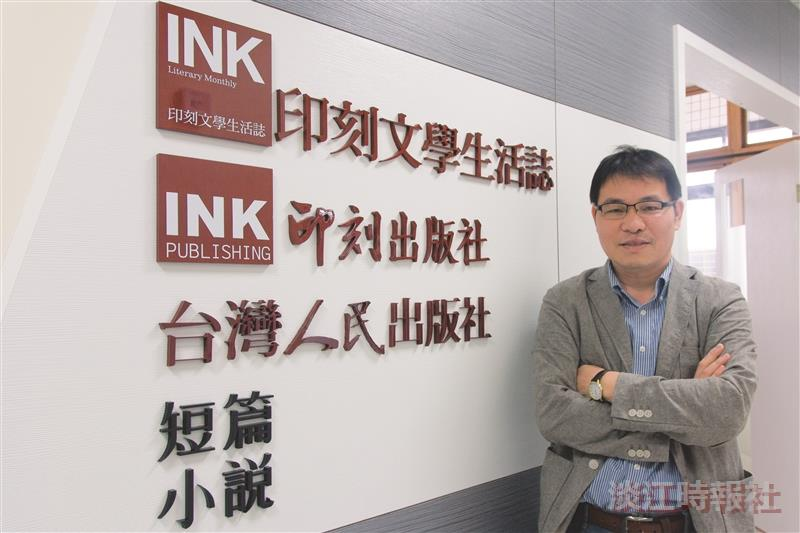 INK
Literary Monthly
印刻文學生活誌
印刻文學生活誌
INK
PUBLISHING
印刻出版社
台灣人民出版社
短篇
小說
淡江時報社